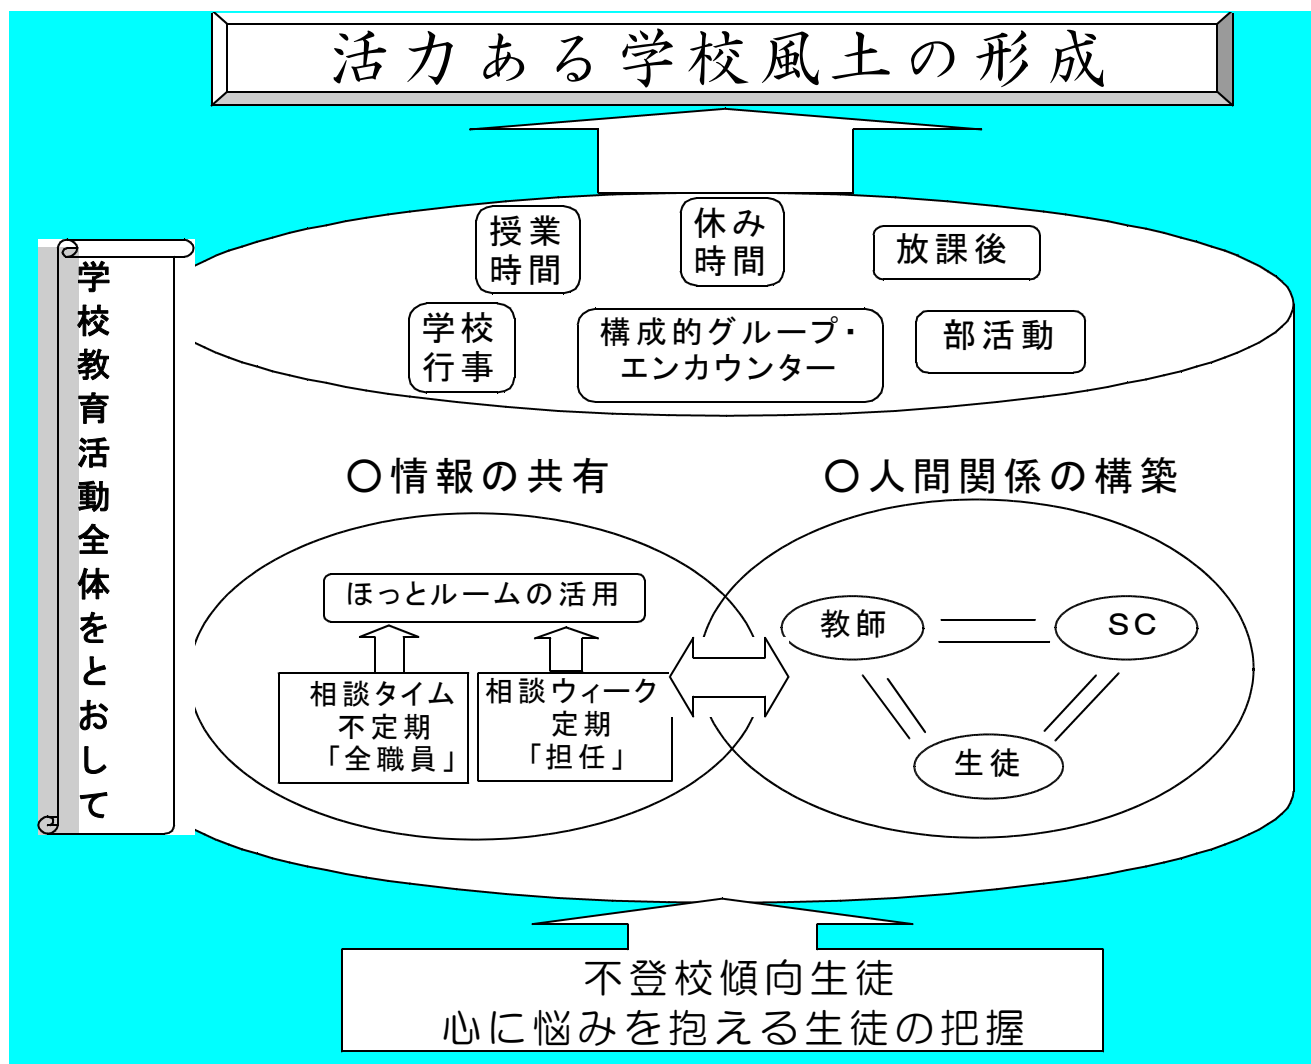 活力ある学校風土の形成
授業
時間
休み
時間
放課後
学校
行事
構成的グループ・
エンカウンター
部活動
学校教育活動全体をとおして
○情報の共有
○人間関係の構築
ほっとルームの活用
相談タイム
不定期
「全職員」
相談ウィーク
定期
「担任」
教師
SC
生徒
不登校傾向生徒
心に悩みを抱える生徒の把握